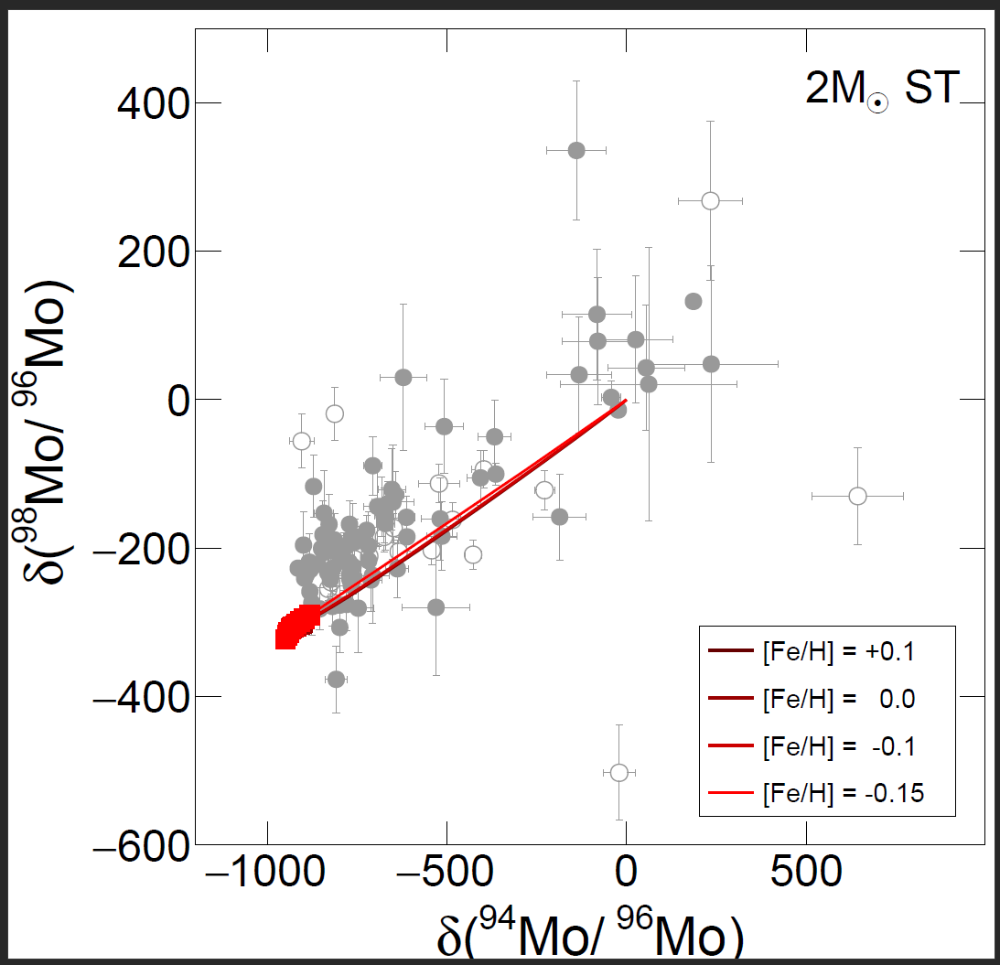 2M☉ ST
400
200
0
−200
−400
−600
δ(⁹⁸Mo/ ⁹⁶Mo)
[Fe/H] = +0.1
[Fe/H] = 0.0
[Fe/H] = -0.1
[Fe/H] = -0.15
−1000 −500 0 500
δ(⁹⁴Mo/ ⁹⁶Mo)